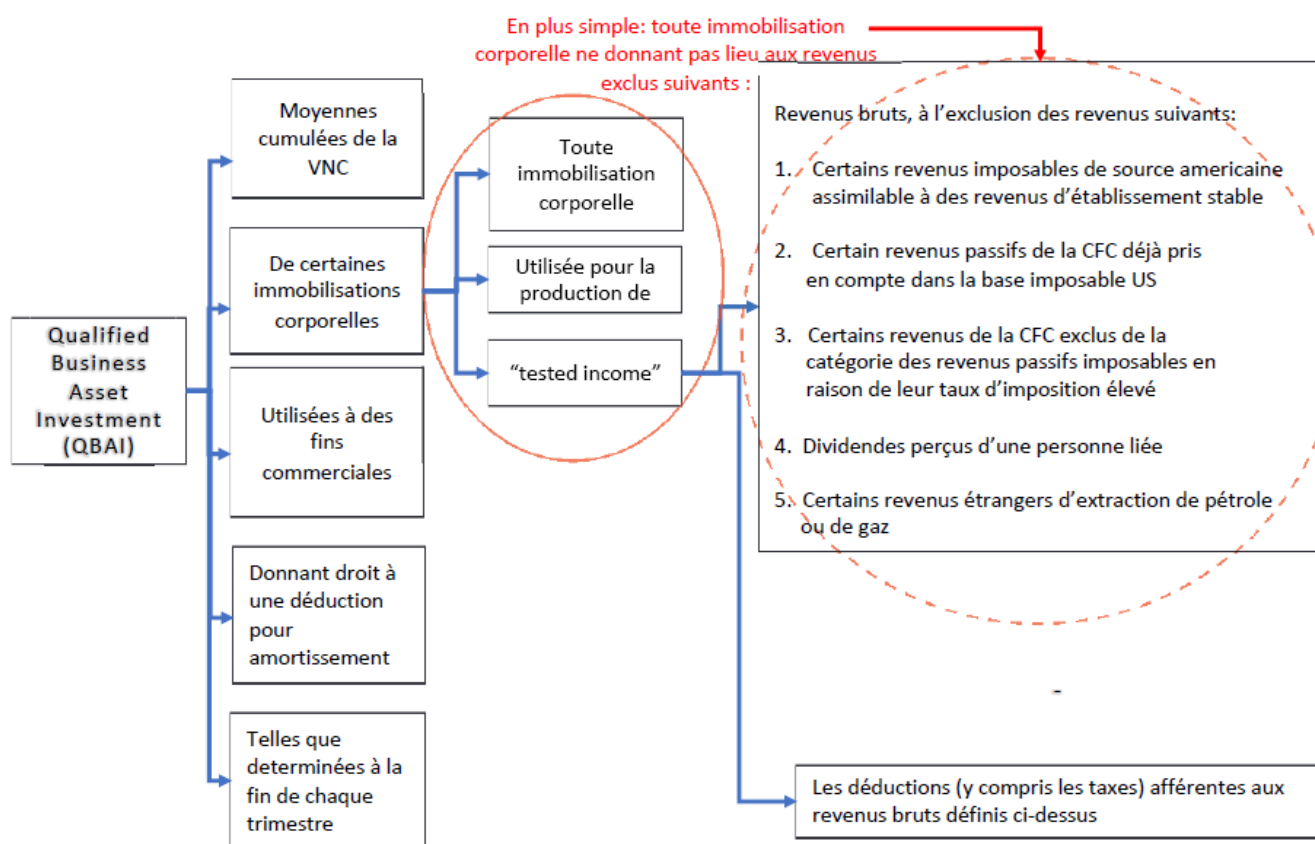 En plus simple: toute immobilisation
corporelle ne donnant pas lieu aux revenus
exclus suivants :
Qualified
Business
Asset
Investment
(QBAI)
Moyennes
cumulées de la
VNC
De certaines
immobilisations
corporelles
Utilisées à des
fins
commerciales
Donnant droit à
une déduction
pour
amortissement
Telles que
determinées à la
fin de chaque
trimestre
Toute
immobilisation
corporelle
Utilisée pour la
production de
“tested income”
Revenus bruts, à l’exclusion des revenus suivants:
1. Certains revenus imposables de source americaine
assimilable à des revenus d’établissement stable
2. Certain revenus passifs de la CFC déjà pris
en compte dans la base imposable US
3. Certains revenus de la CFC exclus de la
catégorie des revenus passifs imposables en
raison de leur taux d’imposition élevé
4. Dividendes perçus d’une personne liée
5. Certains revenus étrangers d’extraction de pétrole
ou de gaz
-
Les déductions (y compris les taxes) afférentes aux
revenus bruts définis ci-dessus